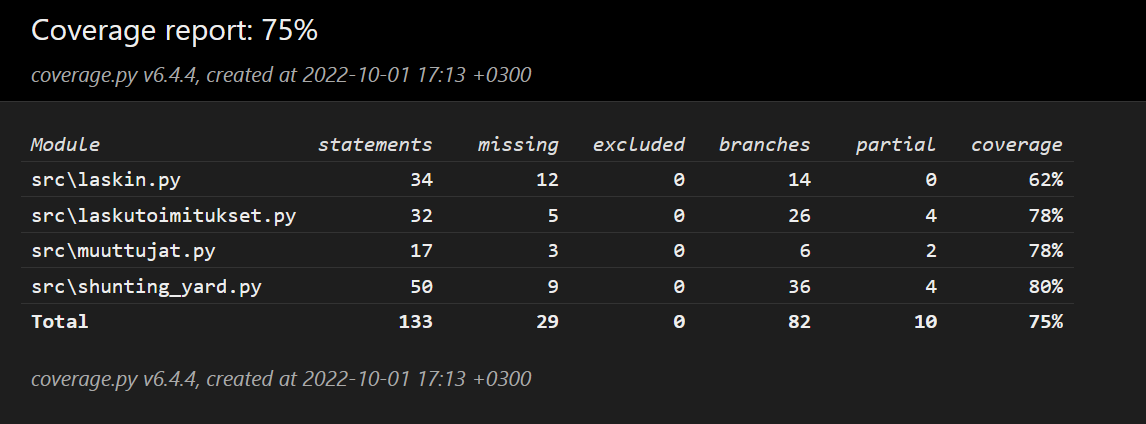 Coverage report: 75%
coverage.py v6.4.4, created at 2022-10-01 17:13 +0300
Module statements missing excluded branches partial coverage
src\laskin.py 34 12 0 14 0 62%
src\laskutoimitukset.py 32 5 0 26 4 78%
src\muuttujat.py 17 3 0 6 2 78%
src\shunting_yard.py 50 9 0 36 4 80%
Total 133 29 0 82 10 75%
coverage.py v6.4.4, created at 2022-10-01 17:13 +0300